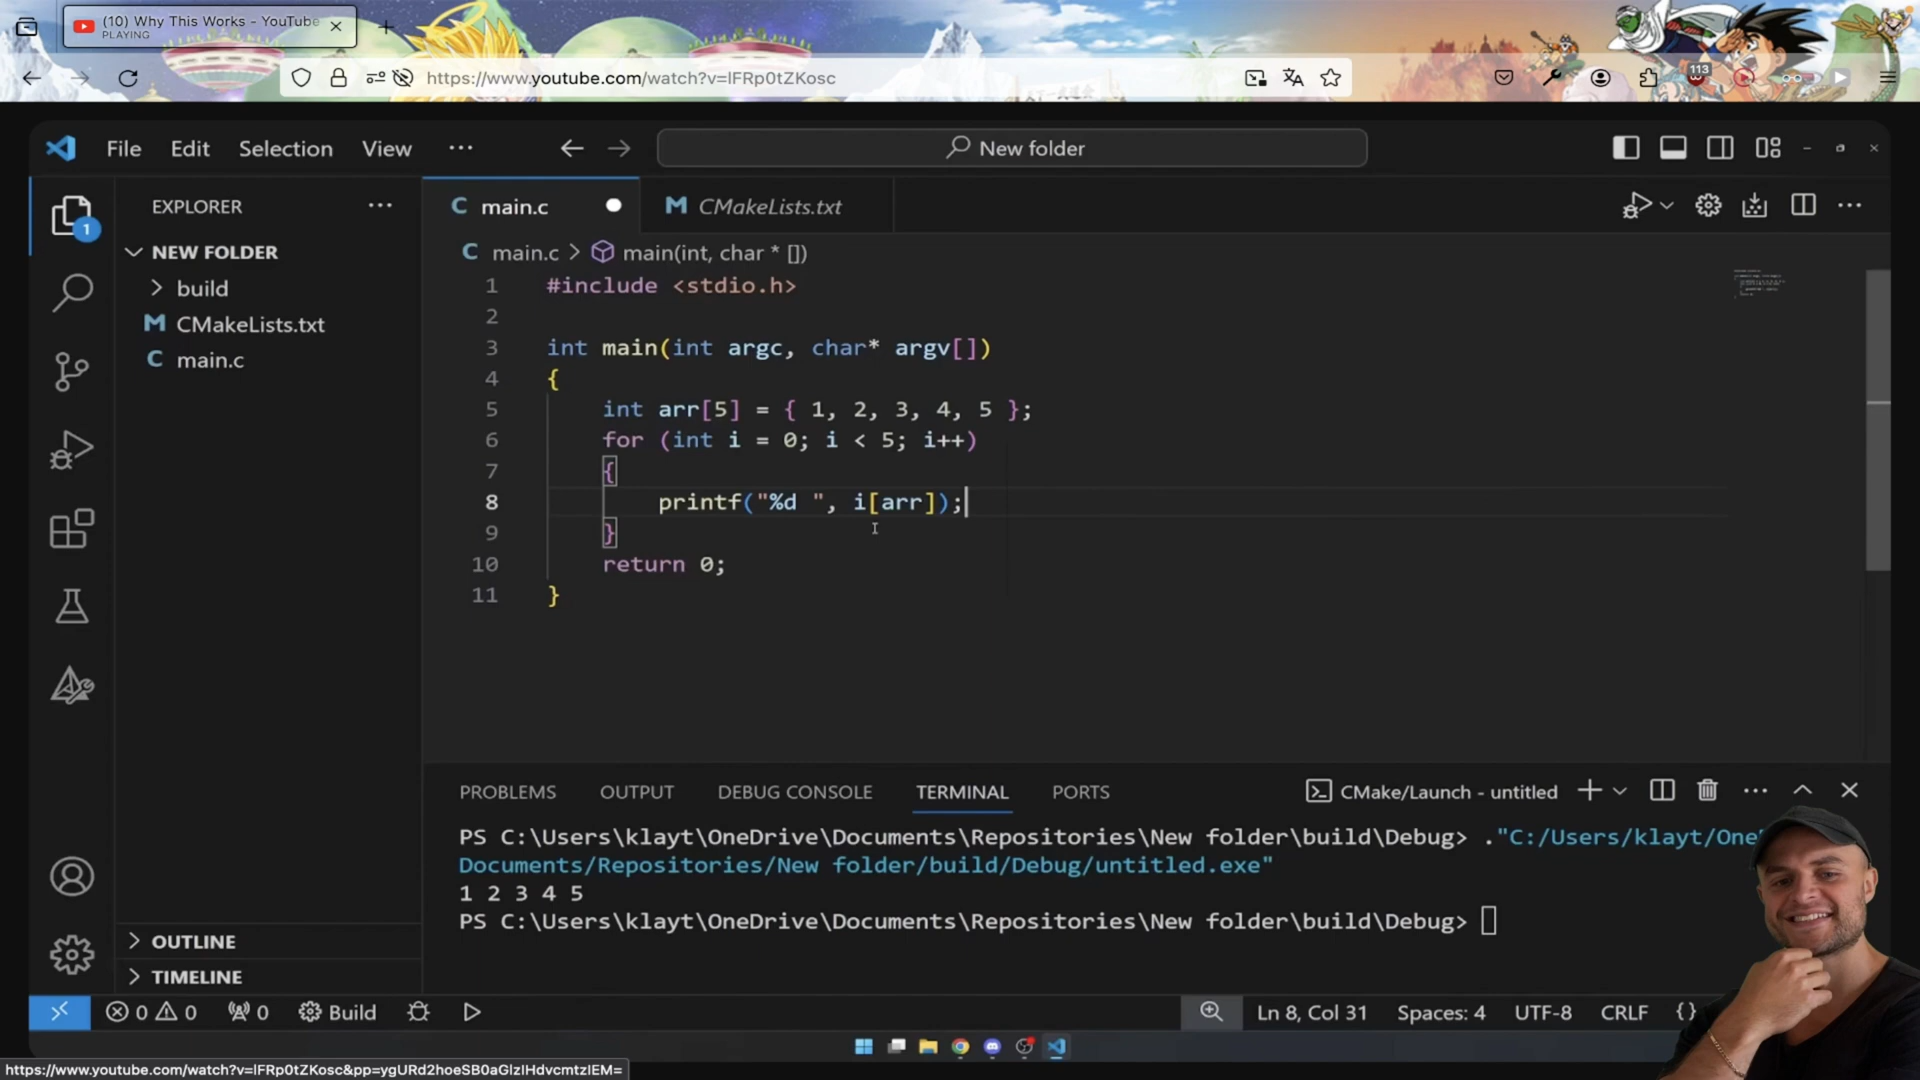 (10) Why This Works - YouTube
PLAYING
https://www.youtube.com/watch?v=lFRp0tZKosc
113
File Edit Selection View ...
New folder
EXPLORER ...
1
NEW FOLDER
build
M CMakeLists.txt
C main.c
C main.c
M CMakeLists.txt
C main.c > main(int, char * [])
1 #include <stdio.h>
2
3 int main(int argc, char* argv[])
4 {
5 int arr[5] = { 1, 2, 3, 4, 5 };
6 for (int i = 0; i < 5; i++)
7 {
8 printf("%d ", i[arr]);
9 }
10 return 0;
11 }
PROBLEMS OUTPUT DEBUG CONSOLE TERMINAL PORTS
CMake/Launch - untitled
PS C:\Users\klayt\OneDrive\Documents\Repositories\New folder\build\Debug> ."C:/Users/klayt/One
Documents/Repositories/New folder/build/Debug/untitled.exe"
1 2 3 4 5
PS C:\Users\klayt\OneDrive\Documents\Repositories\New folder\build\Debug>
OUTLINE
TIMELINE
0 0 0 Build
Ln 8, Col 31 Spaces: 4 UTF-8 CRLF {}
https://www.youtube.com/watch?v=lFRp0tZKosc&pp=ygURd2hoeSB0aGlzIHdvcmtzIEM=